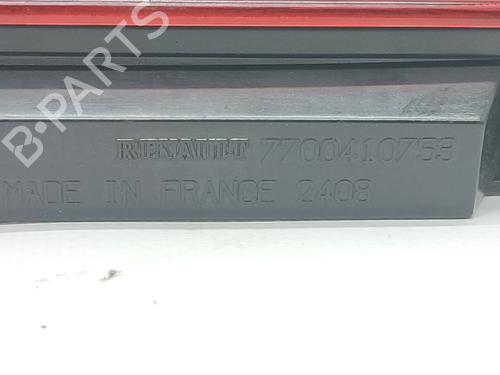 B-PARTS
RENAULT 7700410753
MADE IN FRANCE 2408